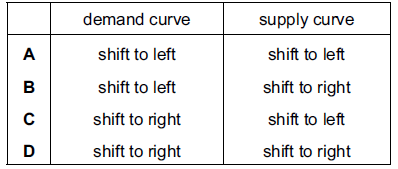 demand curve supply curve
A shift to left shift to left
B shift to left shift to right
C shift to right shift to left
D shift to right shift to right